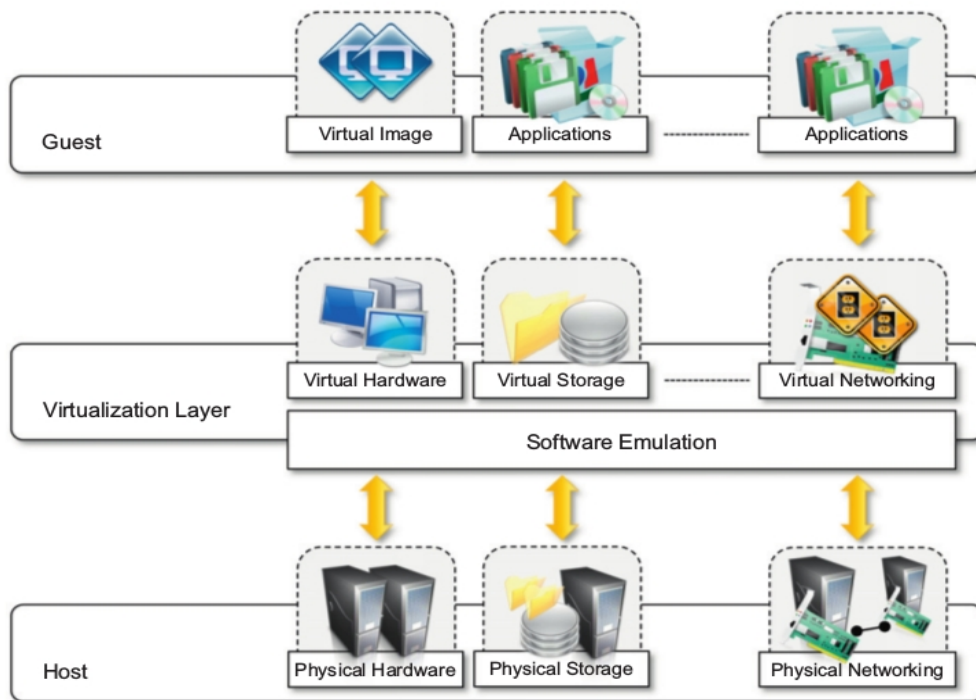 Virtual Image
Applications
Applications
Guest
Virtual Hardware
Virtual Storage
Virtual Networking
Virtualization Layer
Software Emulation
Physical Hardware
Physical Storage
Physical Networking
Host